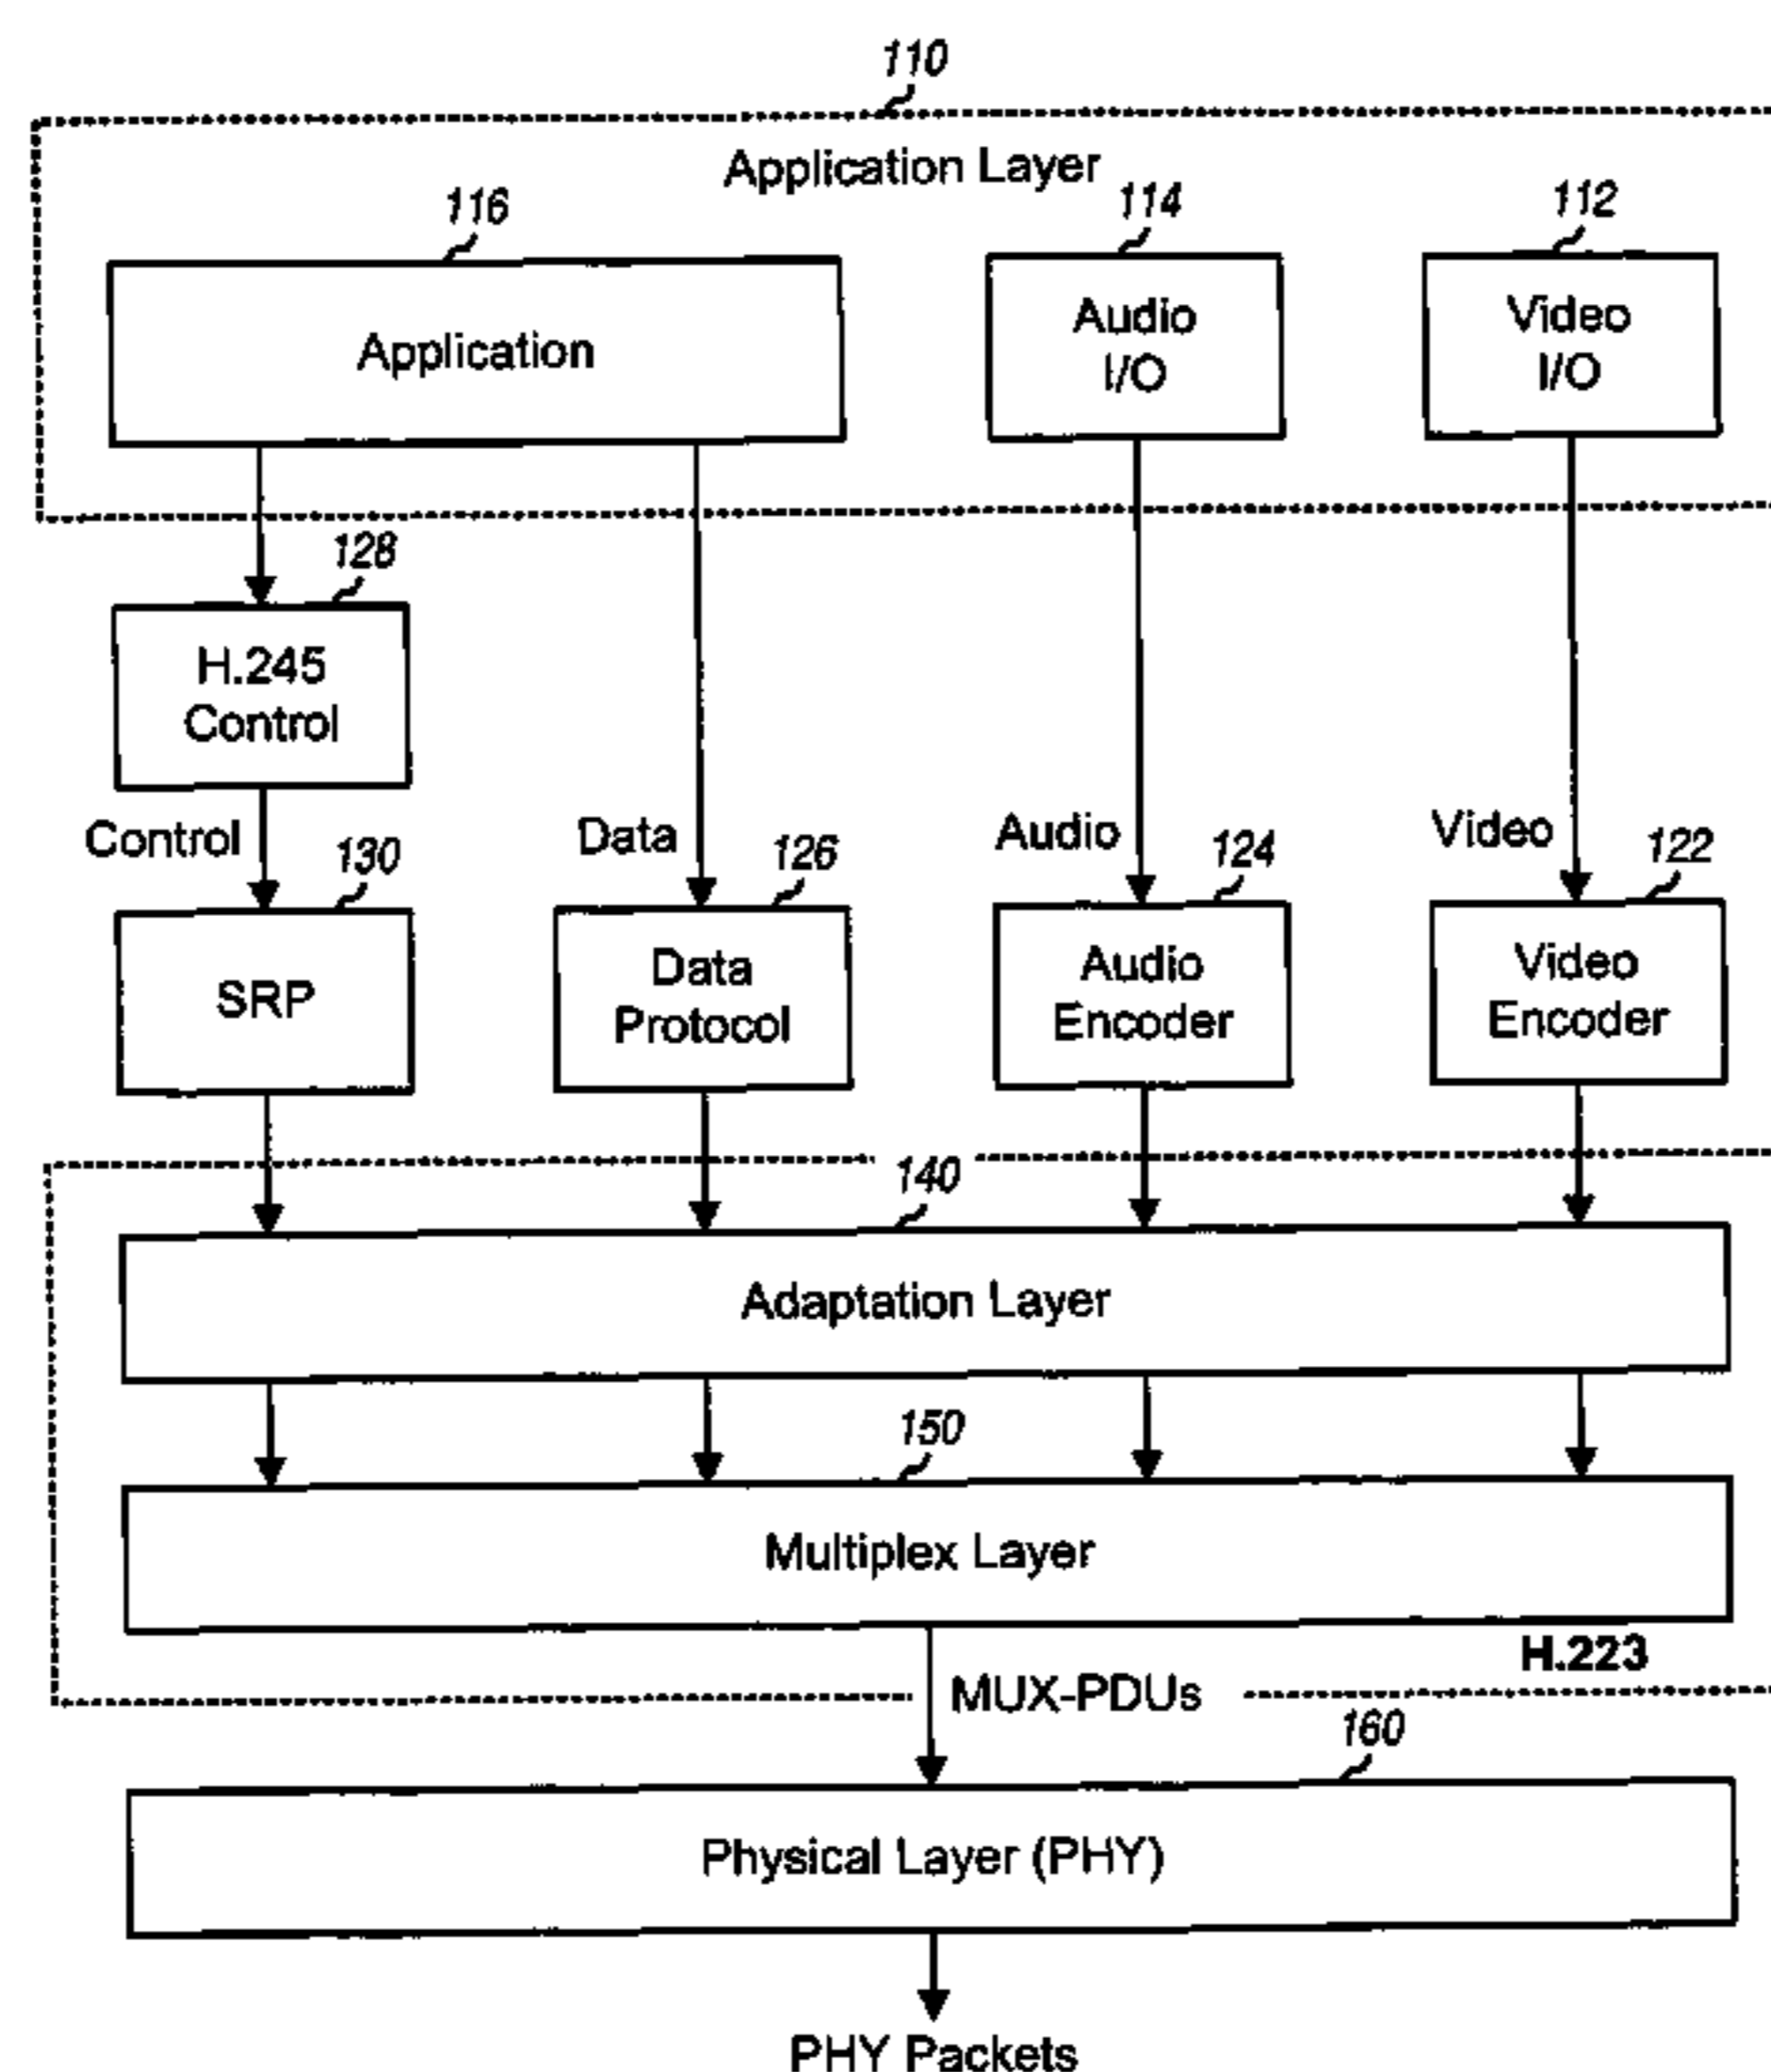 110
Application Layer
116
114
112
Application
Audio
I/O
Video
I/O
128
H.245
Control
Control
130
Data
126
Audio
124
Video
122
SRP
Data
Protocol
Audio
Encoder
Video
Encoder
140
Adaptation Layer
150
Multiplex Layer
H.223
MUX-PDUs
160
Physical Layer (PHY)
PHY Packets